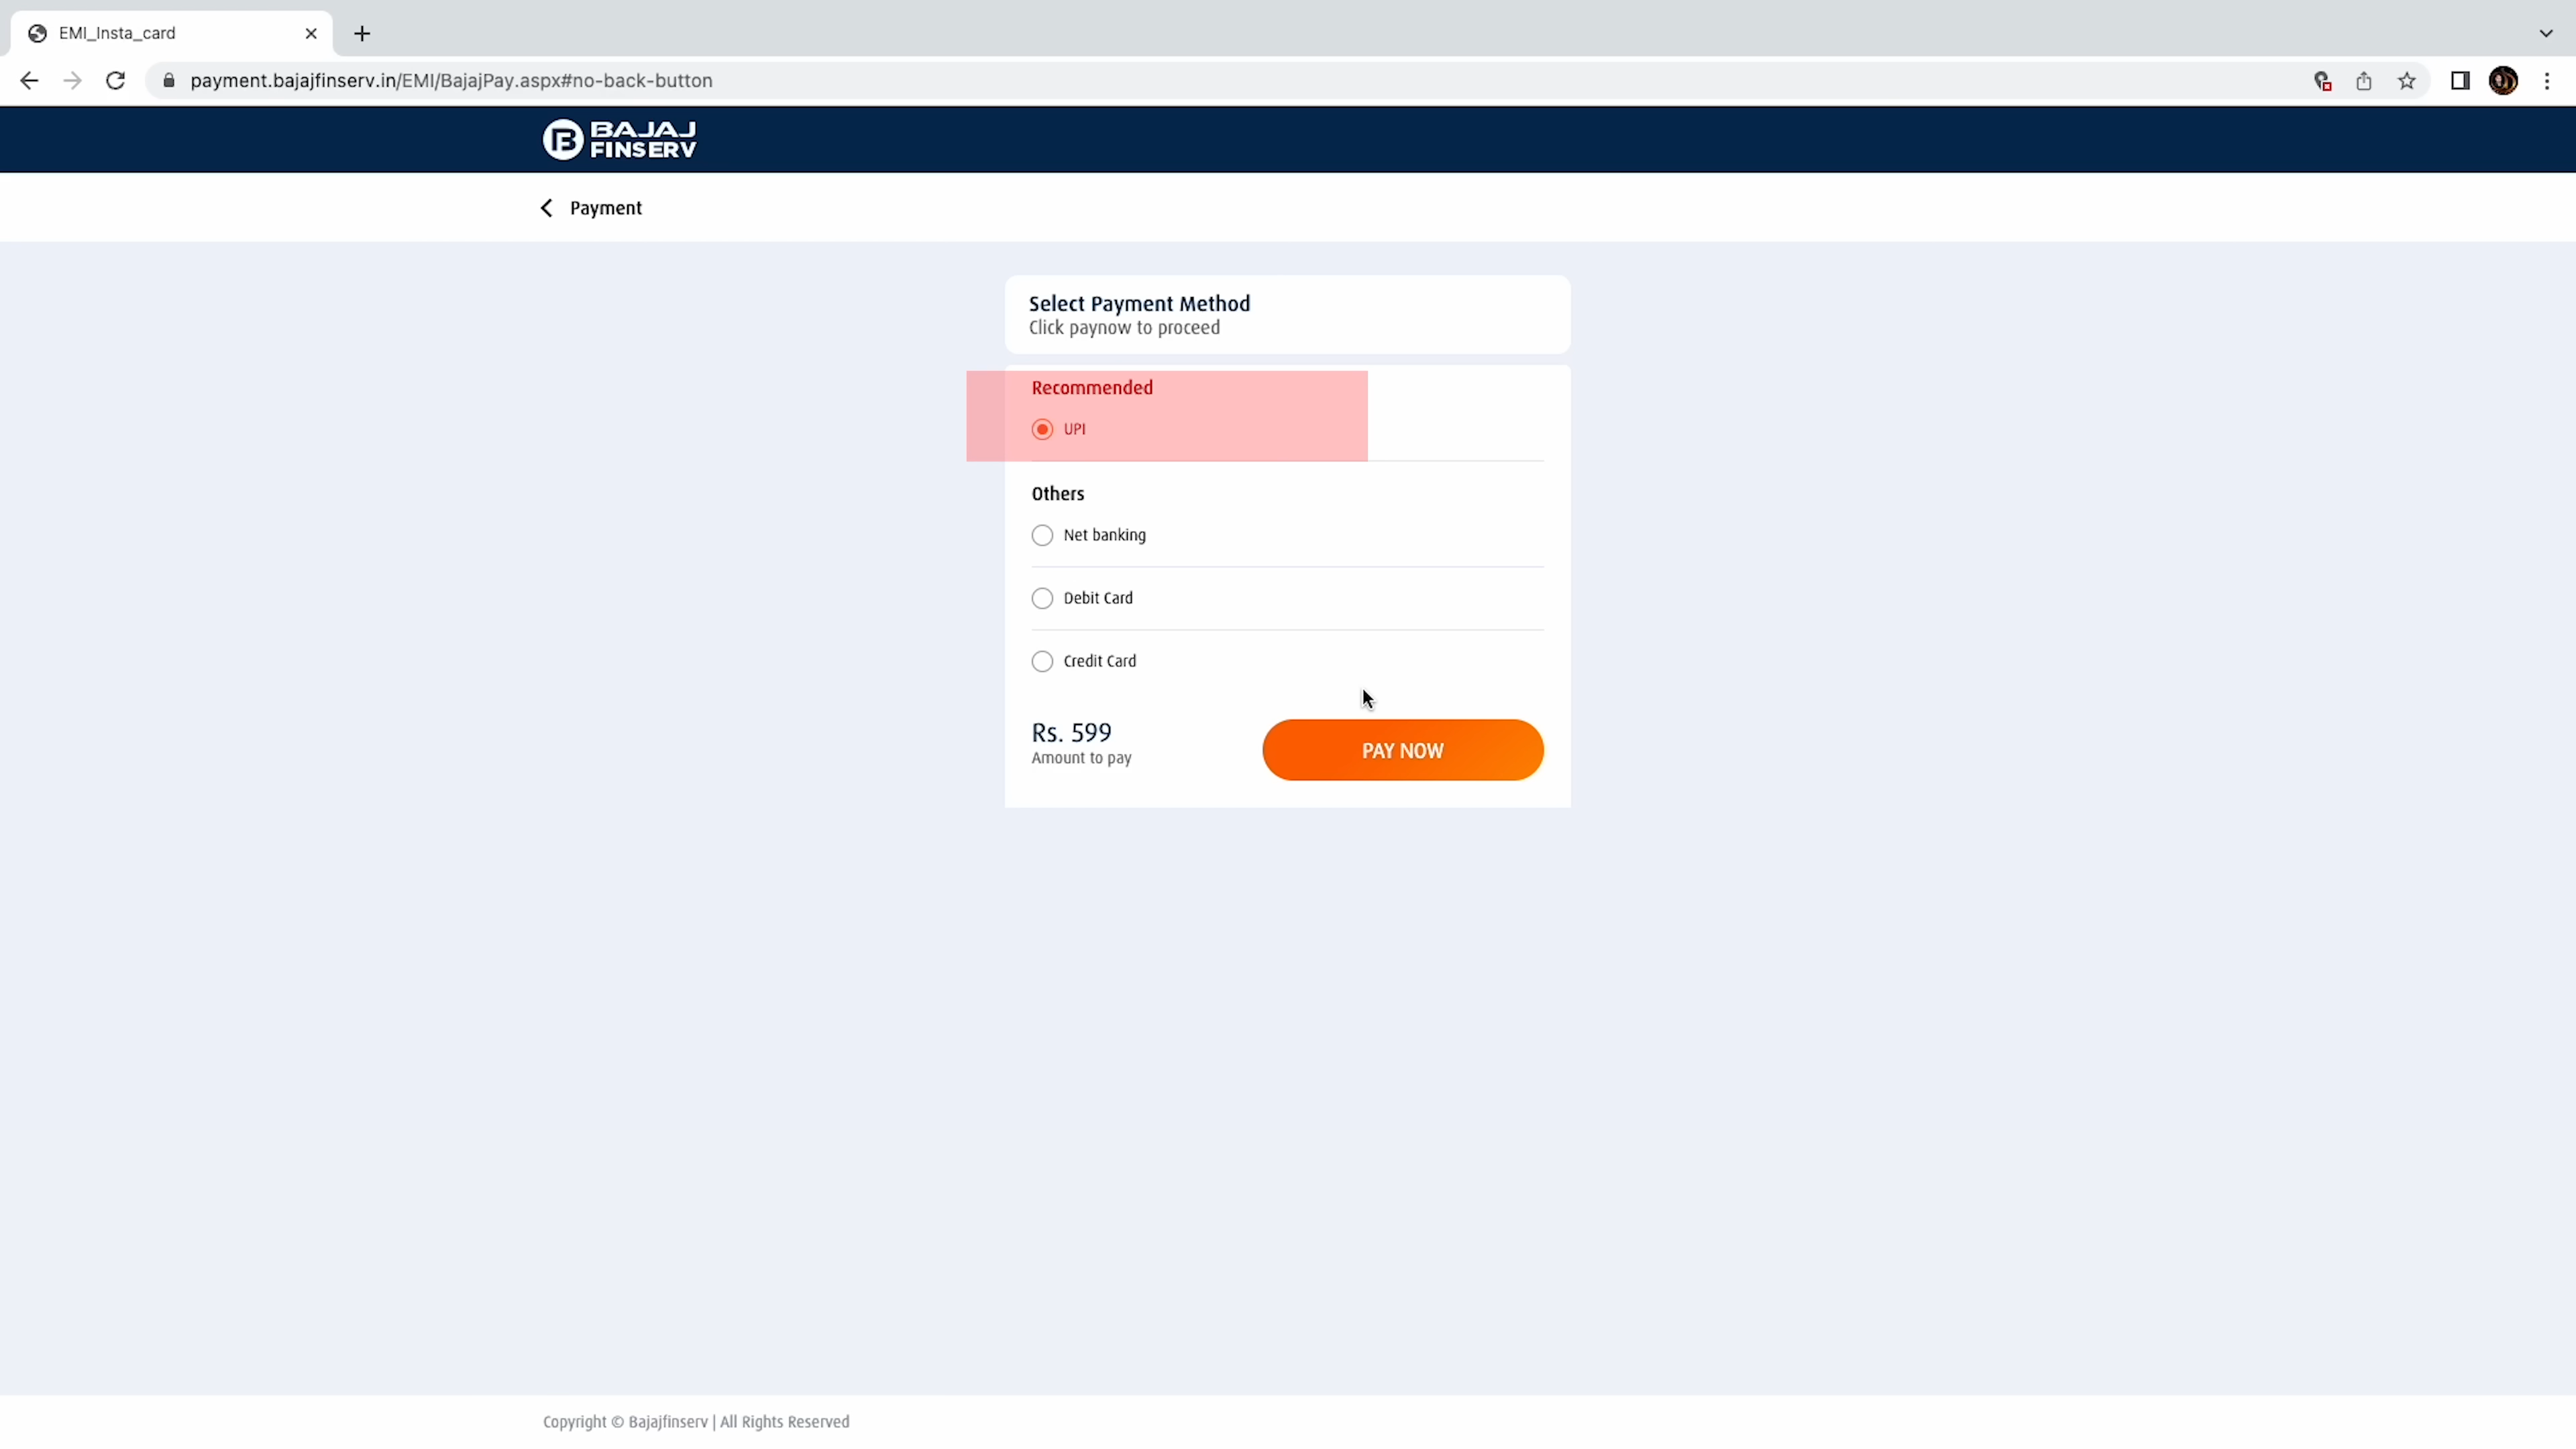 EMI_Insta_card
payment.bajajfinserv.in/EMI/BajajPay.aspx#no-back-button
BAJAJ
FINSERV
Payment
Select Payment Method
Click paynow to proceed
Recommended
UPI
Others
Net banking
Debit Card
Credit Card
Rs. 599
Amount to pay
PAY NOW
Copyright © Bajajfinserv | All Rights Reserved